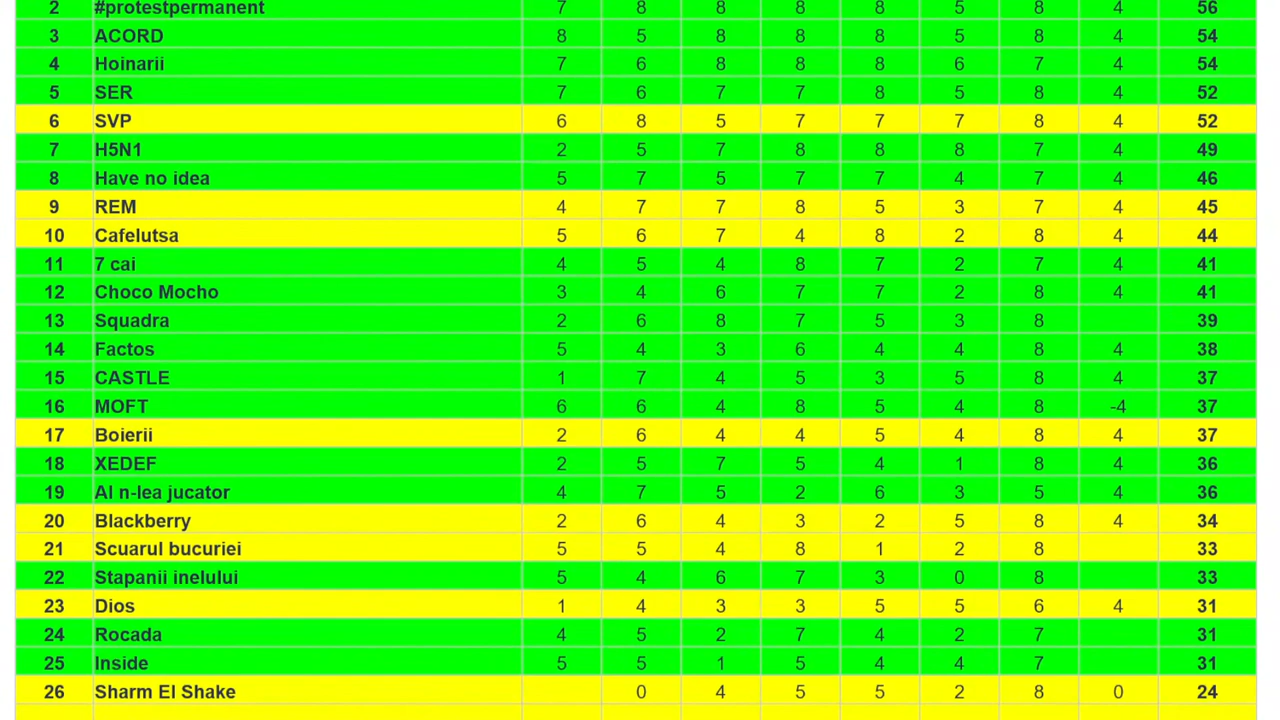 2 #protestpermanent 7 8 8 8 8 5 8 4 56
3 ACORD 8 5 8 8 8 5 8 4 54
4 Hoinarii 7 6 8 8 8 6 7 4 54
5 SER 7 6 7 7 8 5 8 4 52
6 SVP 6 8 5 7 7 7 8 4 52
7 H5N1 2 5 7 8 8 8 7 4 49
8 Have no idea 5 7 5 7 7 4 7 4 46
9 REM 4 7 7 8 5 3 7 4 45
10 Cafelutsa 5 6 7 4 8 2 8 4 44
11 7 cai 4 5 4 8 7 2 7 4 41
12 Choco Mocho 3 4 6 7 7 2 8 4 41
13 Squadra 2 6 8 7 5 3 8 39
14 Factos 5 4 3 6 4 4 8 4 38
15 CASTLE 1 7 4 5 3 5 8 4 37
16 MOFT 6 6 4 8 5 4 8 -4 37
17 Boierii 2 6 4 4 5 4 8 4 37
18 XEDEF 2 5 7 5 4 1 8 4 36
19 Al n-lea jucator 4 7 5 2 6 3 5 4 36
20 Blackberry 2 6 4 3 2 5 8 4 34
21 Scuarul bucuriei 5 5 4 8 1 2 8 33
22 Stapanii inelului 5 4 6 7 3 0 8 33
23 Dios 1 4 3 3 5 5 6 4 31
24 Rocada 4 5 2 7 4 2 7 31
25 Inside 5 5 1 5 4 4 7 31
26 Sharm El Shake 0 4 5 5 2 8 0 24